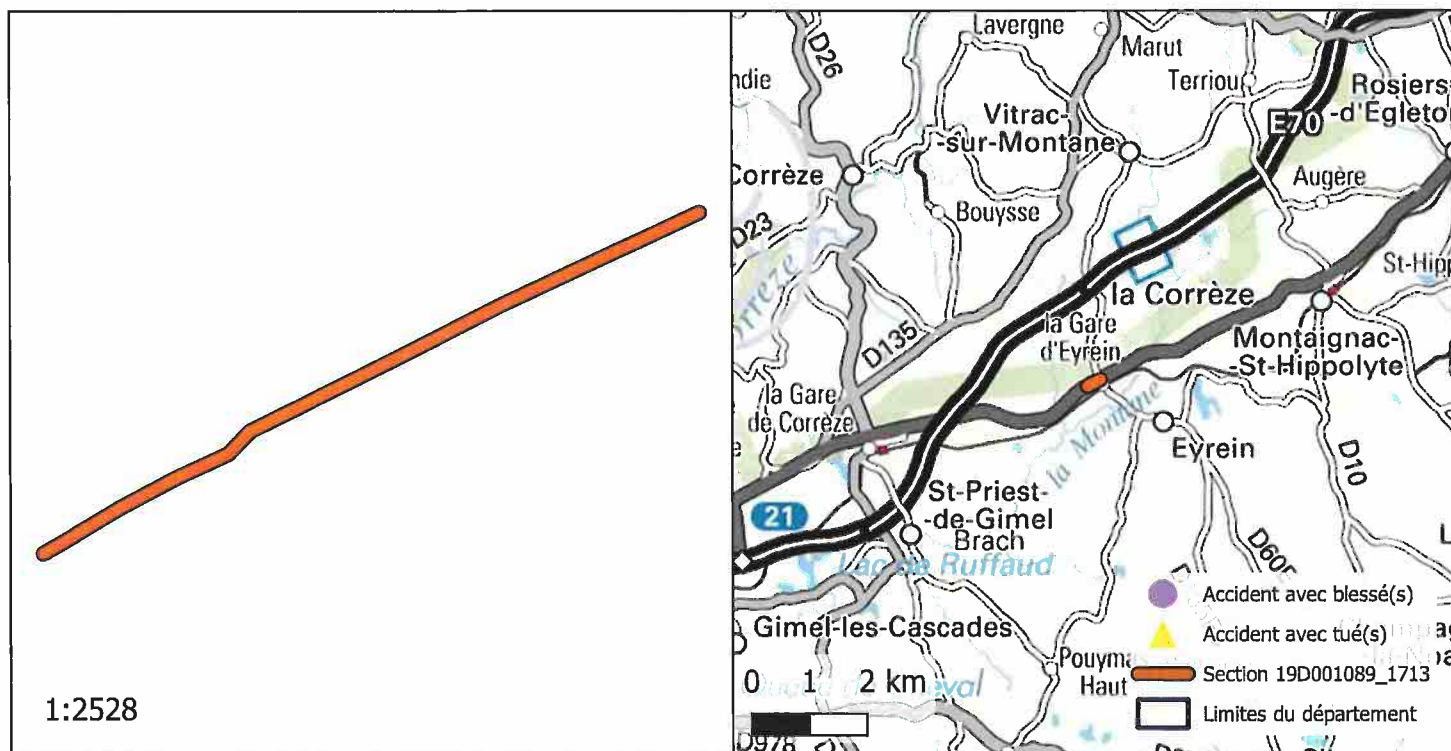 1:2528
Lavergne
Marut
D26
Terriou
Rosiers-
-d'Égleton
E70
Vitrac-
-sur-Montane
Corrèze
Augère
Bouysse
D23
la Corrèze
St-Hipp
la Gare
d'Eyrein
D135
Montaignac-
-St-Hippolyte
la Gare
de Corrèze
la Montane
Eyrein
D10
St-Priest-
-de-Gimel
21
Brach
D60E
Lac de Ruffaud
Gimel-les-Cascades
Pouymas
Haut
0 1 2 km
D978
Accident avec blessé(s)
Accident avec tué(s)
Section 19D001089_1713
Limites du département